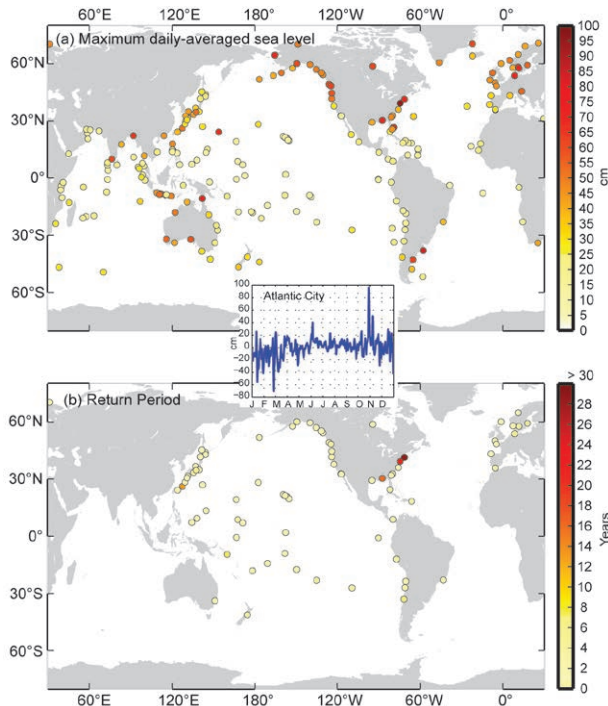 60°E 120°E 180° 120°W 60°W 0°
(a) Maximum daily-averaged sea level
60°N
30°N
0°
30°S
60°S
100
95
90
85
80
75
70
65
60
55
50
45
40
35
30
25
20
15
10
5
0
cm
Atlantic City
100
80
60
40
20
0
-20
-40
-60
-80
cm
J F M A M J J A S O N D
(b) Return Period
60°N
30°N
0°
30°S
60°S
60°E 120°E 180° 120°W 60°W 0°
> 30
28
26
24
22
20
18
16
14
12
10
8
6
4
2
0
Years